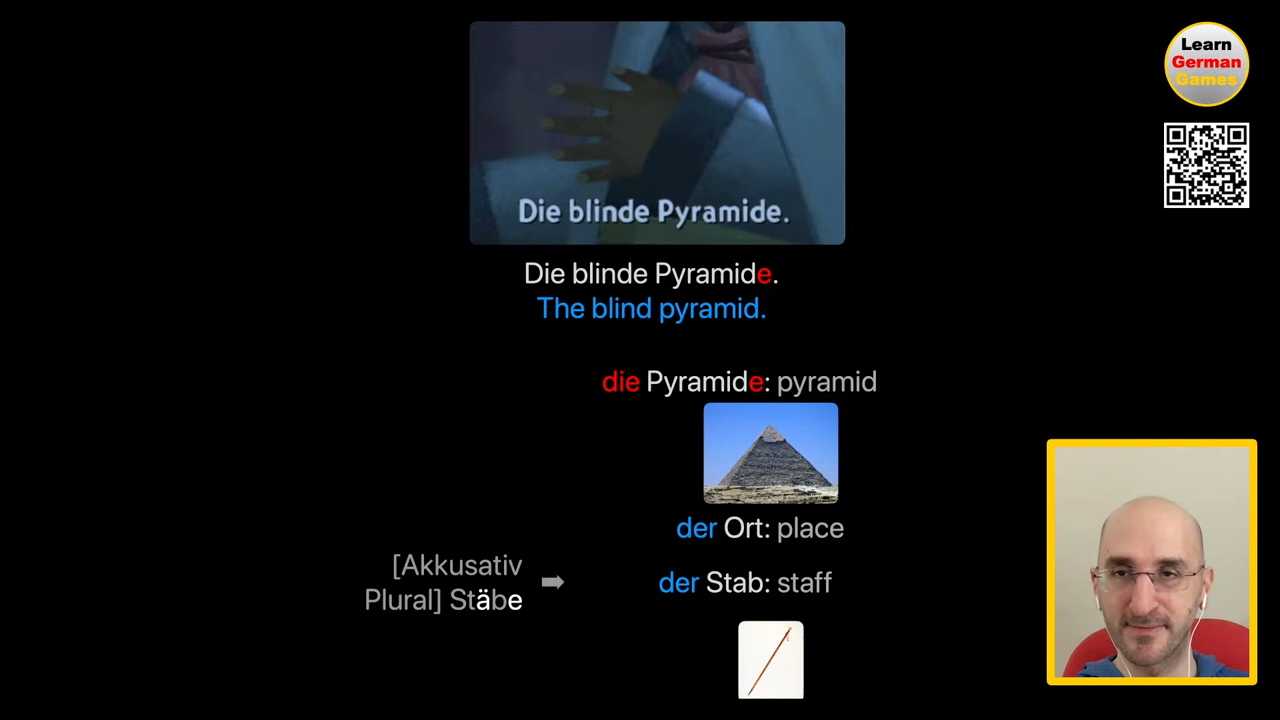 Learn
German
Games
Die blinde Pyramide.
Die blinde Pyramide.
The blind pyramid.
die Pyramide: pyramid
der Ort: place
[Akkusativ
Plural] Stäbe
➡
der Stab: staff